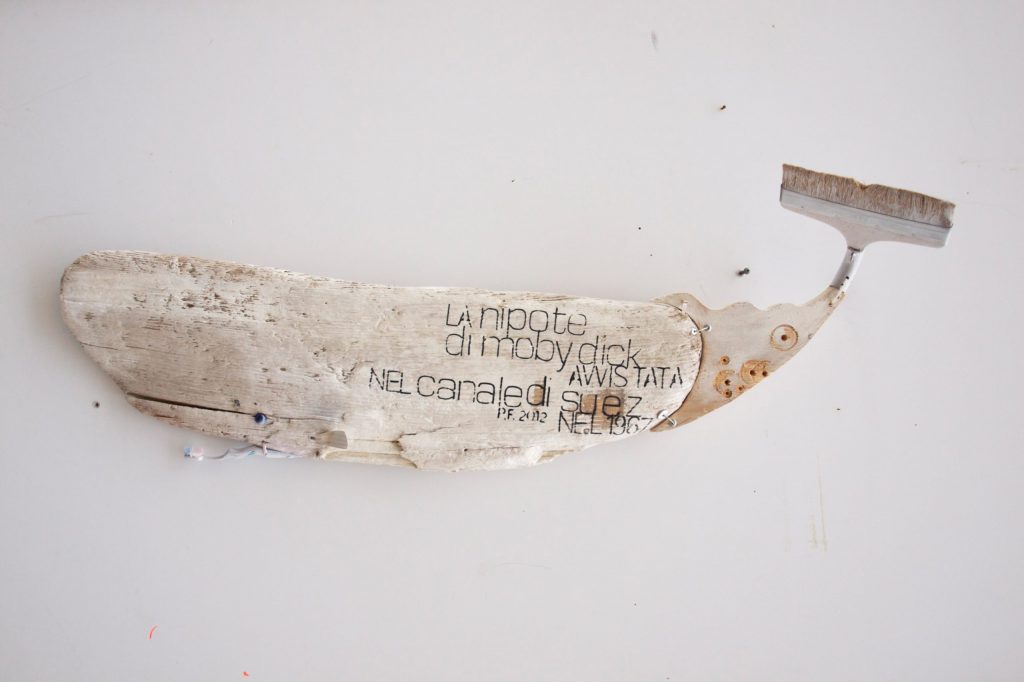 LA nipote
di moby dick
AVVISTATA
NEL canale di suez
P.F. 2012 NEL 1967